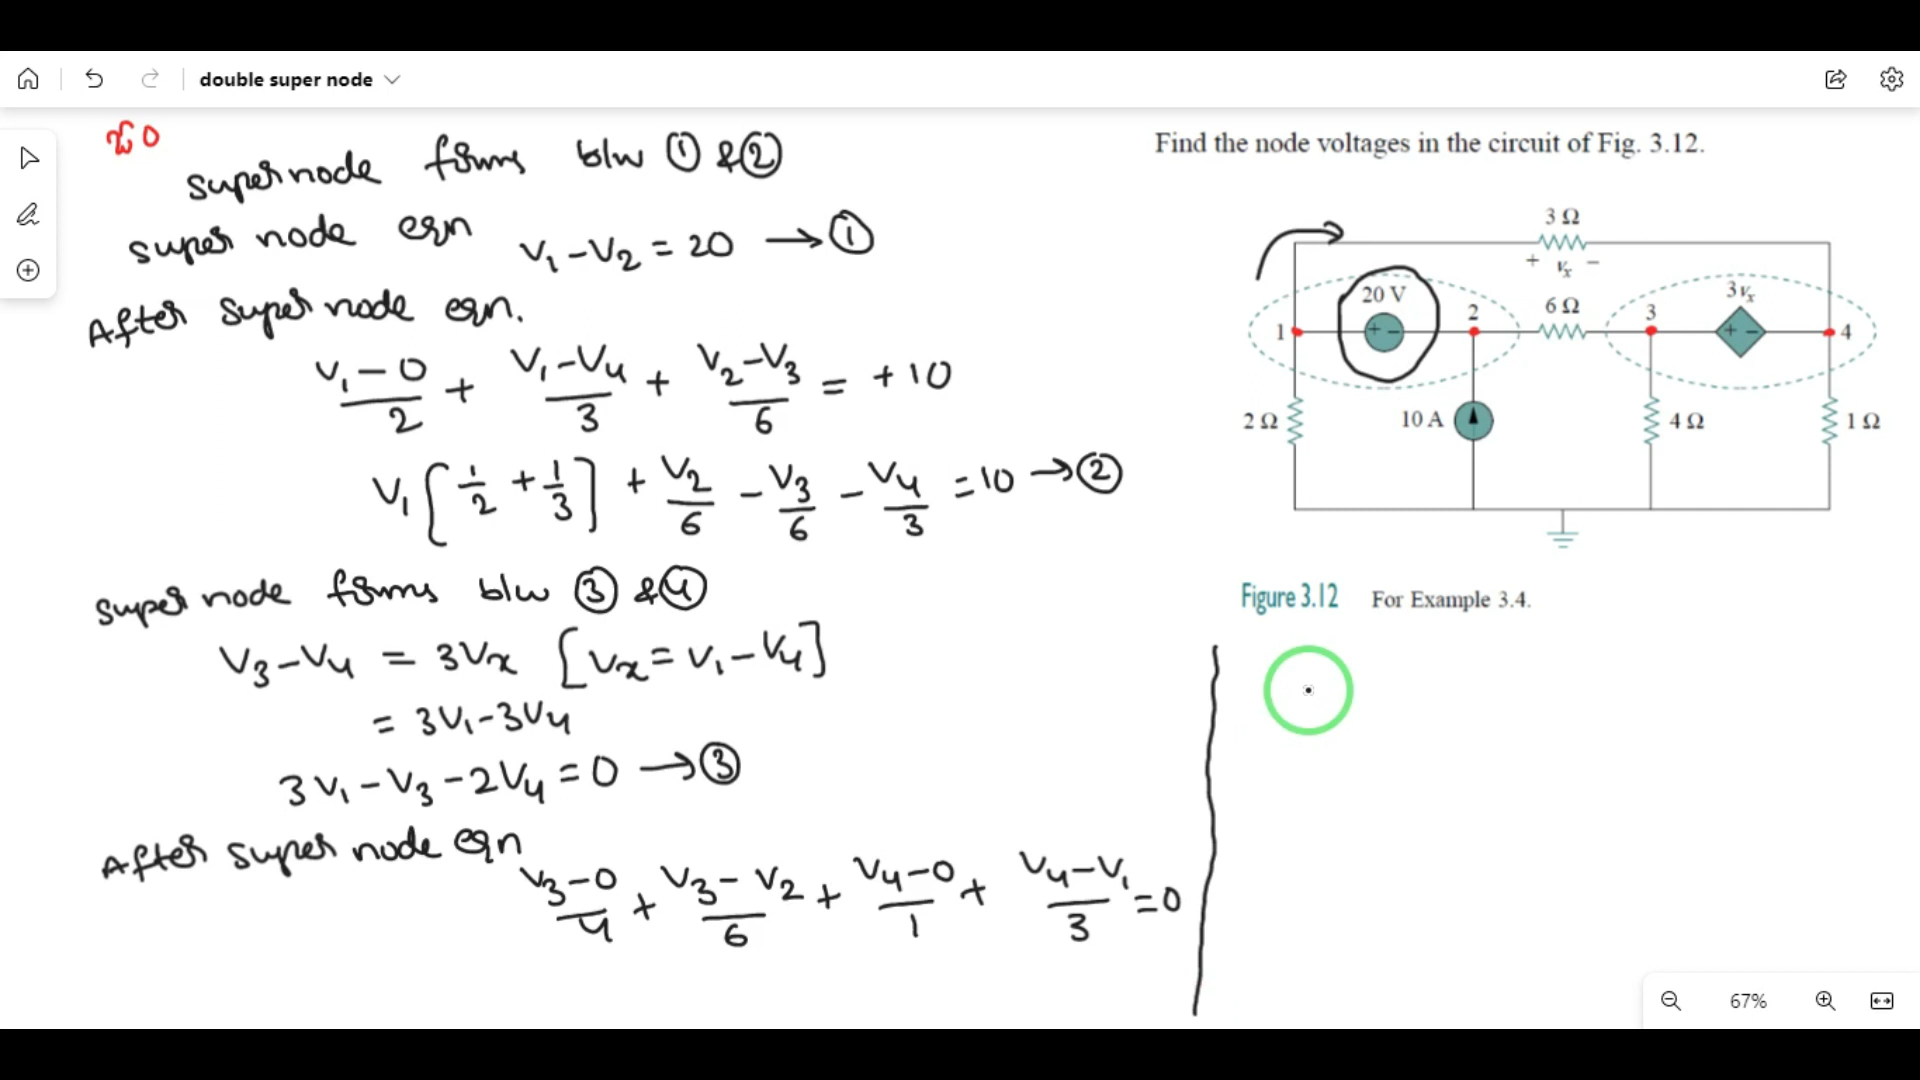 double super node
super node forms b/w ① & ②
super node eqn V₁ - V₂ = 20 → ①
After super node eqn.
(V₁ - 0)/2 + (V₁ - V₄)/3 + (V₂ - V₃)/6 = +10
V₁ [1/2 + 1/3] + V₂/6 - V₃/6 - V₄/3 = 10 → ②
super node forms b/w ③ & ④
V₃ - V₄ = 3Vx [Vx = V₁ - V₄]
= 3V₁ - 3V₄
3V₁ - V₃ - 2V₄ = 0 → ③
After super node eqn
(V₃ - 0)/4 + (V₃ - V₂)/6 + (V₄ - 0)/1 + (V₄ - V₁)/3 = 0
Find the node voltages in the circuit of Fig. 3.12.
3 Ω
+ vx −
20 V
+ −
6 Ω
3vx
+ −
1
2
3
4
2 Ω
10 A
4 Ω
1 Ω
Figure 3.12 For Example 3.4.
67%